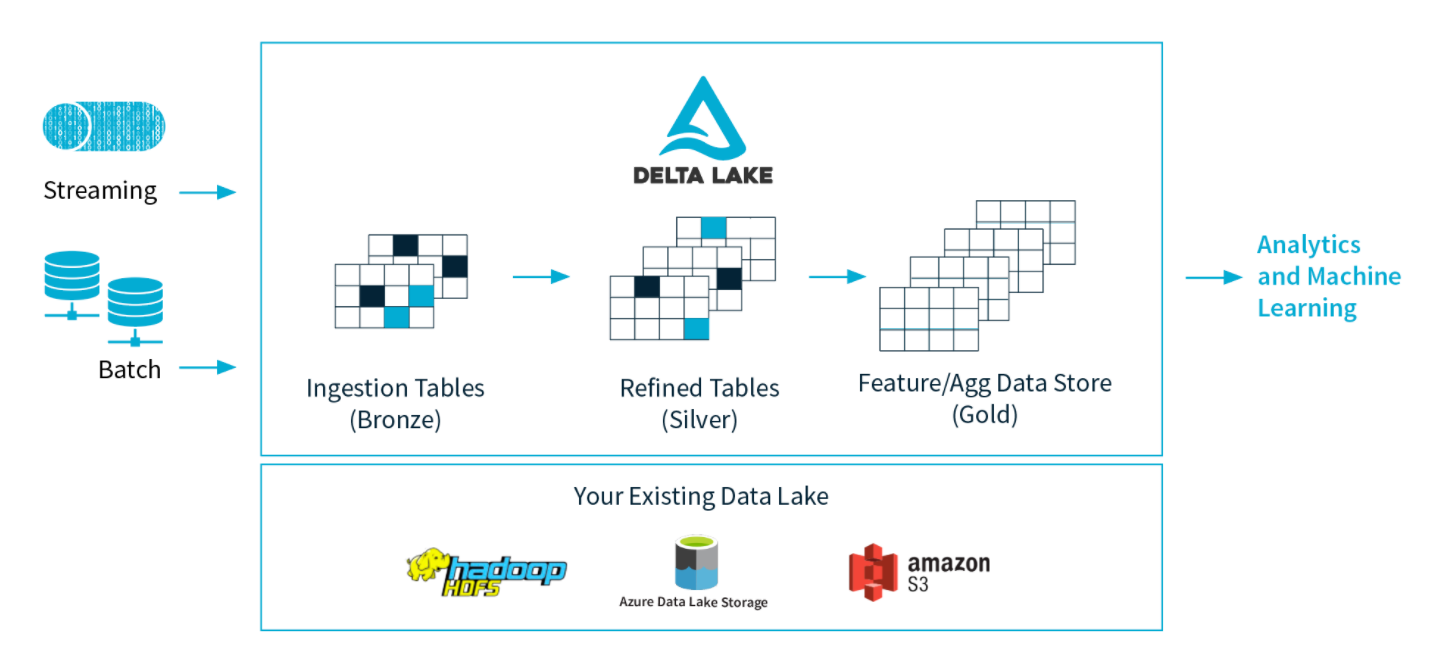 DELTA LAKE
Streaming
Batch
Ingestion Tables
(Bronze)
Refined Tables
(Silver)
Feature/Agg Data Store
(Gold)
Analytics
and Machine
Learning
Your Existing Data Lake
hadoop
HDFS
Azure Data Lake Storage
amazon
S3